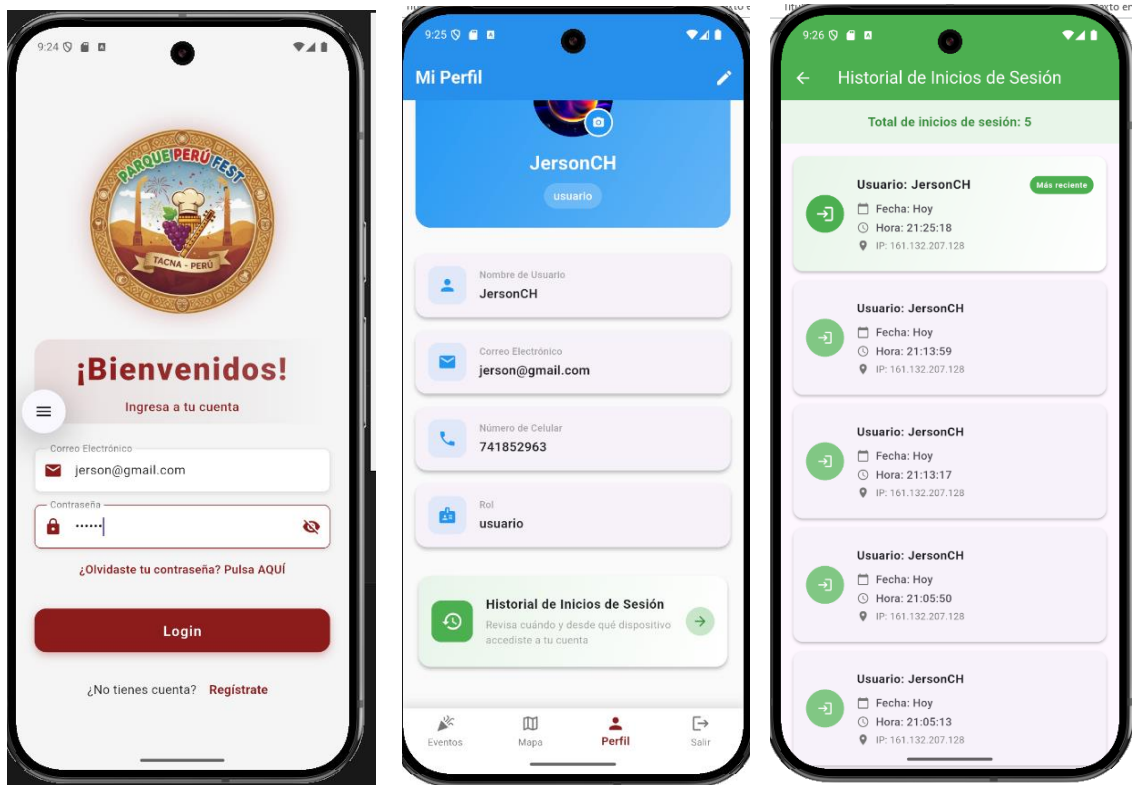 9:24
PARQUE PERÚ FEST
TACNA - PERÚ
¡Bienvenidos!
Ingresa a tu cuenta
Correo Electrónico
jerson@gmail.com
Contraseña
••••••
¿Olvidaste tu contraseña? Pulsa AQUÍ
Login
¿No tienes cuenta? Regístrate
9:25
Mi Perfil
JersonCH
usuario
Nombre de Usuario
JersonCH
Correo Electrónico
jerson@gmail.com
Número de Celular
741852963
Rol
usuario
Historial de Inicios de Sesión
Revisa cuándo y desde qué dispositivo
accediste a tu cuenta
Eventos
Mapa
Perfil
Salir
9:26
Historial de Inicios de Sesión
Total de inicios de sesión: 5
Usuario: JersonCH
Más reciente
Fecha: Hoy
Hora: 21:25:18
IP: 161.132.207.128
Usuario: JersonCH
Fecha: Hoy
Hora: 21:13:59
IP: 161.132.207.128
Usuario: JersonCH
Fecha: Hoy
Hora: 21:13:17
IP: 161.132.207.128
Usuario: JersonCH
Fecha: Hoy
Hora: 21:05:50
IP: 161.132.207.128
Usuario: JersonCH
Fecha: Hoy
Hora: 21:05:13
IP: 161.132.207.128